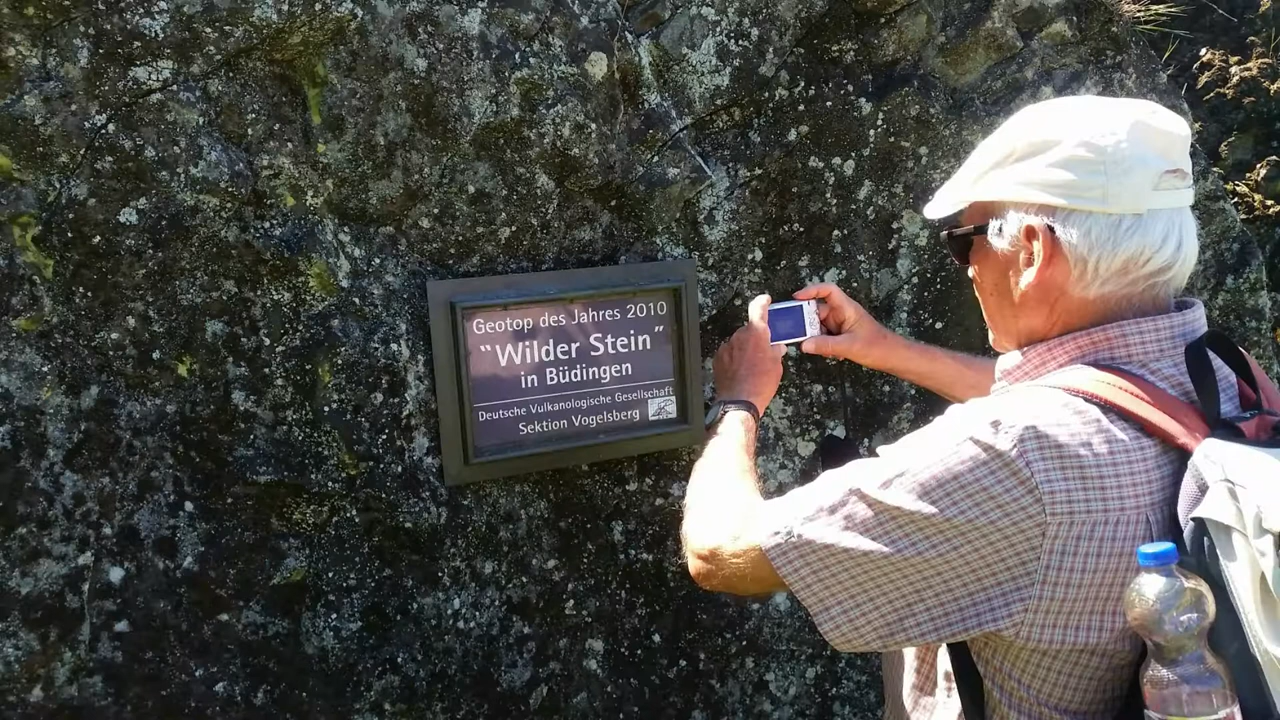 Geotop des Jahres 2010
"Wilder Stein"
in Büdingen
Deutsche Vulkanologische Gesellschaft
Sektion Vogelsberg